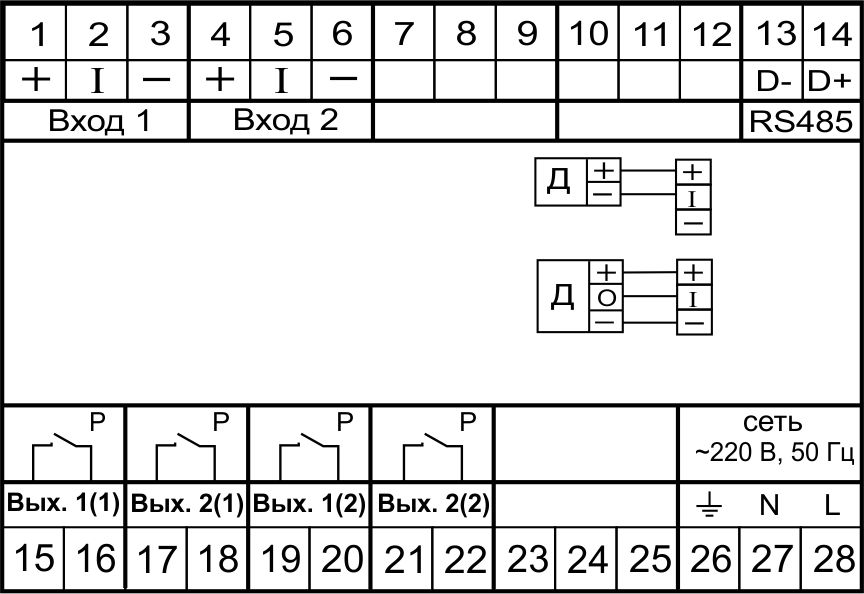 1 2 3 4 5 6 7 8 9 10 11 12 13 14
+ I − + I − D- D+
Вход 1 Вход 2 RS485
Д + − + I −
Д + O − + I −
P P P P сеть
~220 В, 50 Гц
Вых. 1(1) Вых. 2(1) Вых. 1(2) Вых. 2(2) N L
15 16 17 18 19 20 21 22 23 24 25 26 27 28